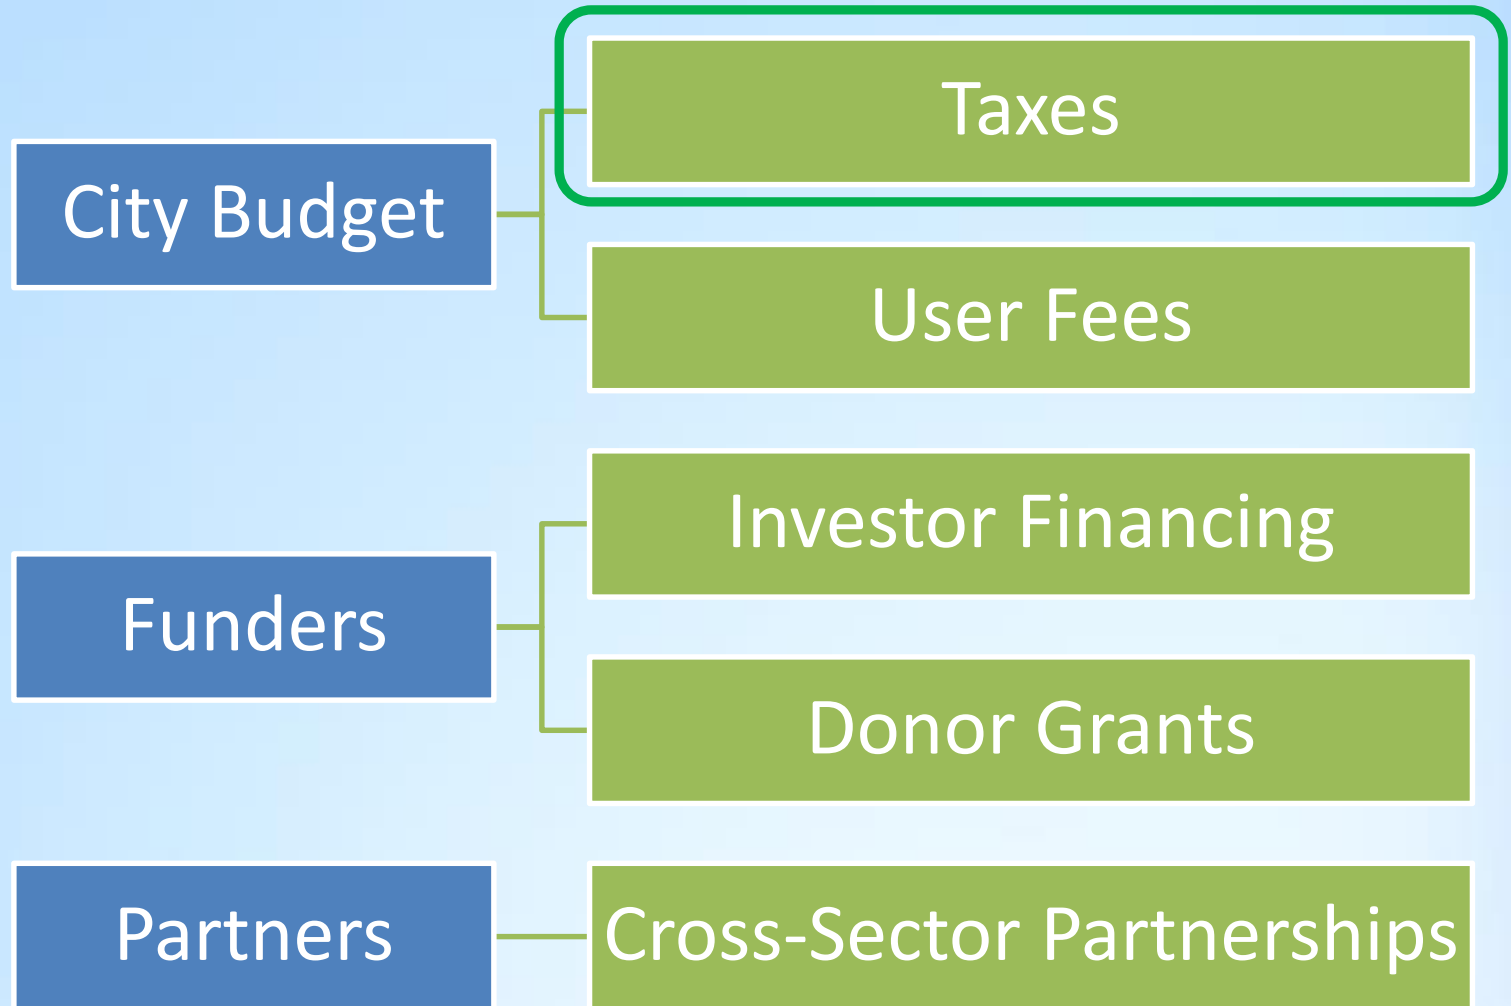 City Budget
Taxes
User Fees
Funders
Investor Financing
Donor Grants
Partners
Cross-Sector Partnerships